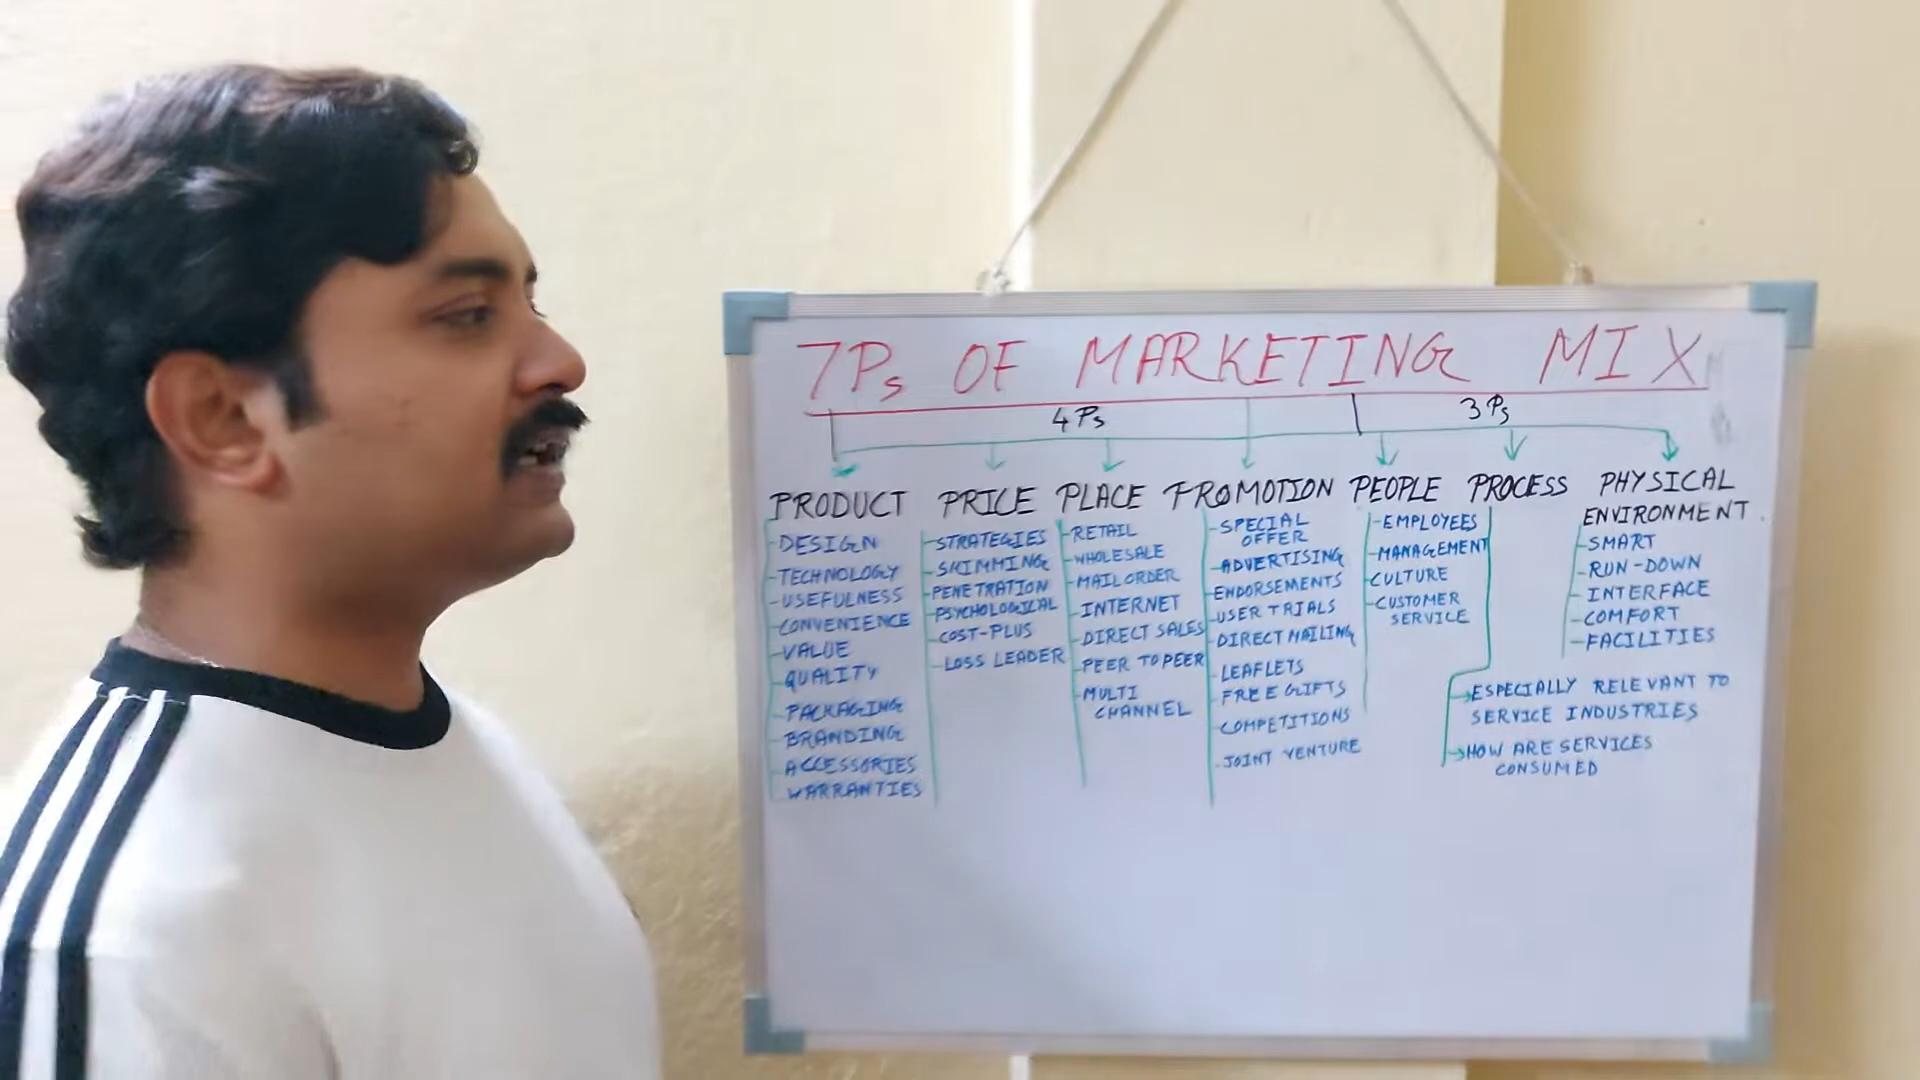 7Ps OF MARKETING MIX
4 Ps
3 Ps
PRODUCT
DESIGN
TECHNOLOGY
USEFULNESS
CONVENIENCE
VALUE
QUALITY
PACKAGING
BRANDING
ACCESSORIES
WARRANTIES
PRICE
STRATEGIES
SKIMMING
PENETRATION
PSYCHOLOGICAL
COST-PLUS
LOSS LEADER
PLACE
RETAIL
WHOLESALE
MAIL ORDER
INTERNET
DIRECT SALES
PEER TO PEER
MULTI
CHANNEL
PROMOTION
SPECIAL
OFFER
ADVERTISING
ENDORSEMENTS
USER TRIALS
DIRECT MAILING
LEAFLETS
FREE GIFTS
COMPETITIONS
JOINT VENTURE
PEOPLE
EMPLOYEES
MANAGEMENT
CULTURE
CUSTOMER
SERVICE
PROCESS
ESPECIALLY RELEVANT TO
SERVICE INDUSTRIES
HOW ARE SERVICES
CONSUMED
PHYSICAL
ENVIRONMENT
SMART
RUN-DOWN
INTERFACE
COMFORT
FACILITIES